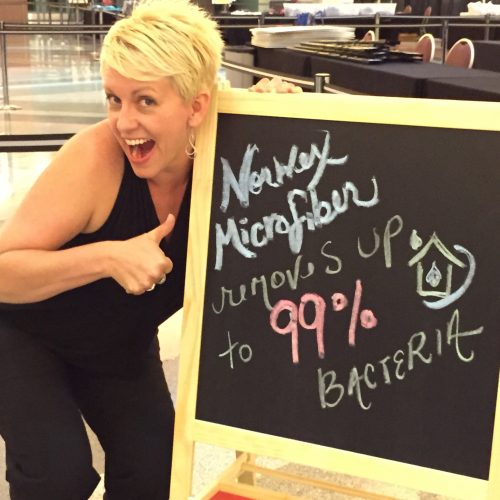 Norwex
Microfiber
removes up
to 99%
BACTERIA